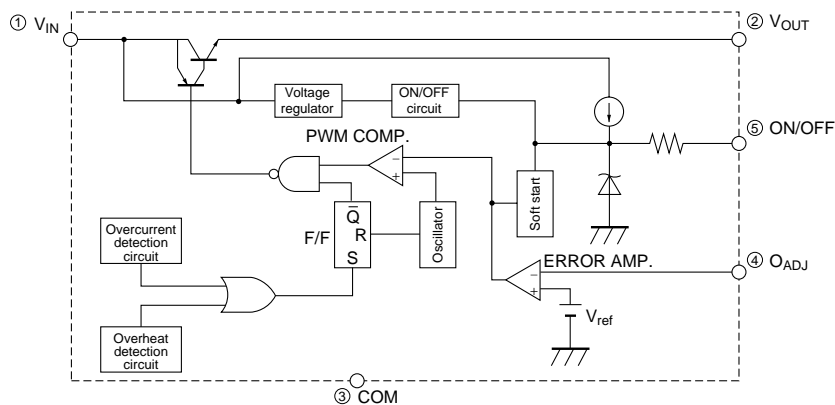 ① VIN
② VOUT
Voltage
regulator
ON/OFF
circuit
⑤ ON/OFF
PWM COMP.
Soft start
Oscillator
Q
R
S
F/F
Overcurrent
detection
circuit
ERROR AMP.
④ OADJ
Vref
Overheat
detection
circuit
③ COM